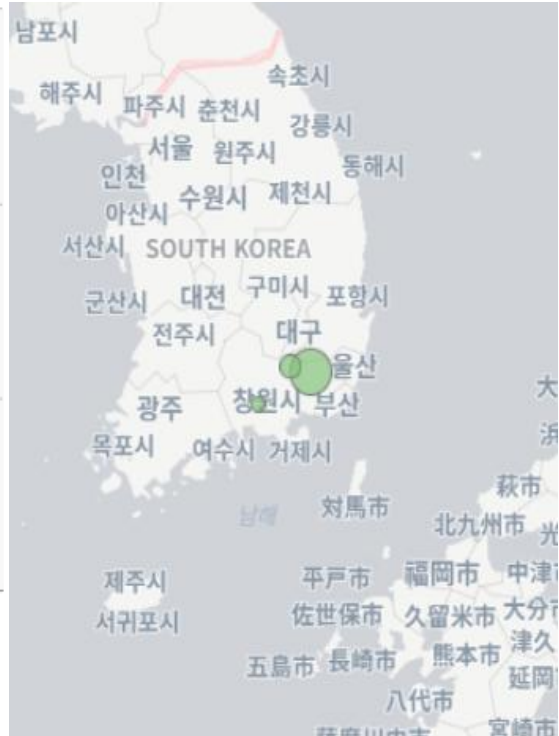 남포시
속초시
해주시
파주시 춘천시
강릉시
서울 원주시
동해시
인천
수원시 제천시
아산시
서산시 SOUTH KOREA
구미시
군산시 대전 포항시
전주시 대구
울산
창원시 부산
광주
목포시 여수시 거제시
萩市
남해 対馬市
北九州市
平戸市 福岡市 中津市
제주시
佐世保市 久留米市 大分市
서귀포시
津久
五島市 長崎市 熊本市
延岡
八代市
宮崎市